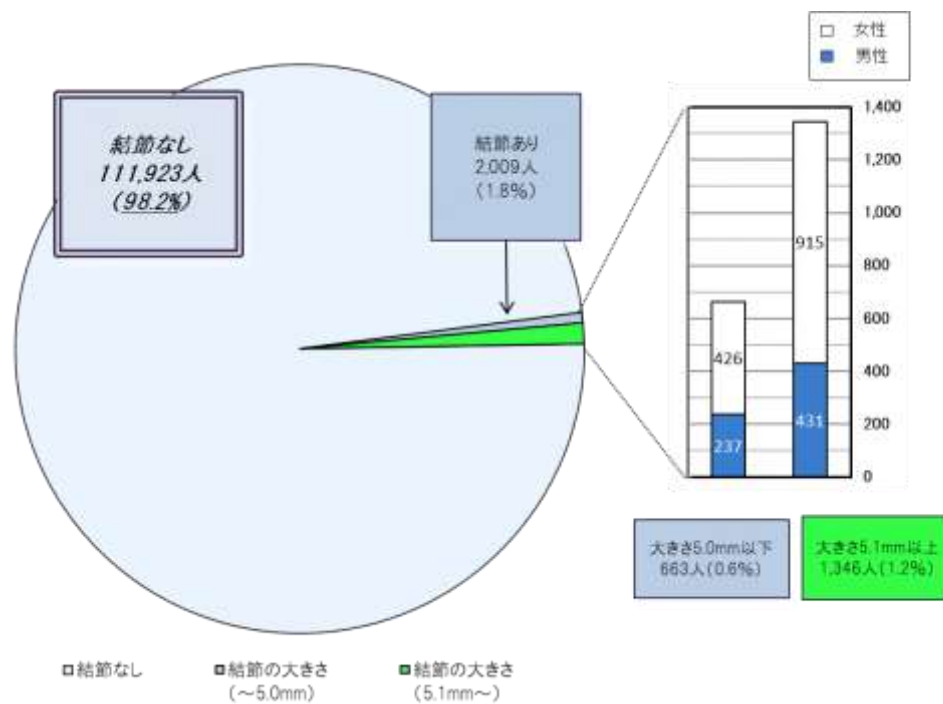 女性
男性
結節なし
111,923人
(98.2%)
結節あり
2,009人
(1.8%)
1,400
1,200
1,000
800
600
400
200
0
915
426
431
237
大きさ5.0mm以下
663人(0.6%)
大きさ5.1mm以上
1,346人(1.2%)
結節なし
結節の大きさ
(～5.0mm)
結節の大きさ
(5.1mm～)